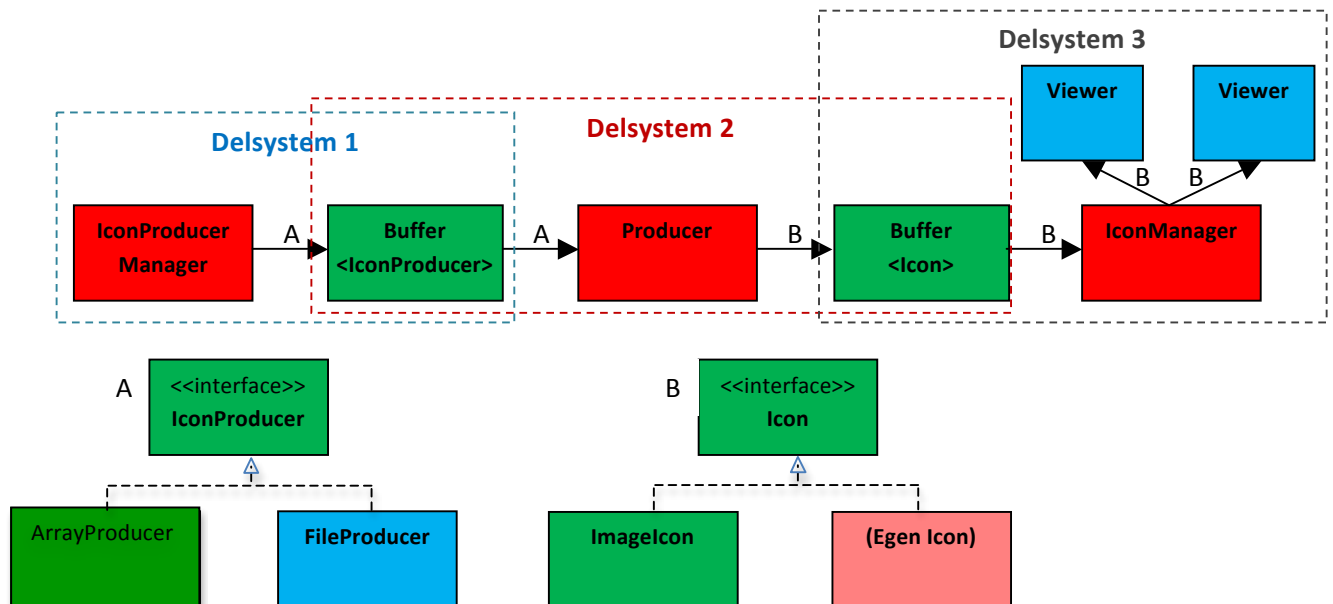 Delsystem 3
Viewer
Viewer
Delsystem 1
Delsystem 2
B
B
IconProducer
Manager
A
Buffer
<IconProducer>
A
Producer
B
Buffer
<Icon>
B
IconManager
A
<<interface>>
IconProducer
B
<<interface>>
Icon
ArrayProducer
FileProducer
ImageIcon
(Egen Icon)